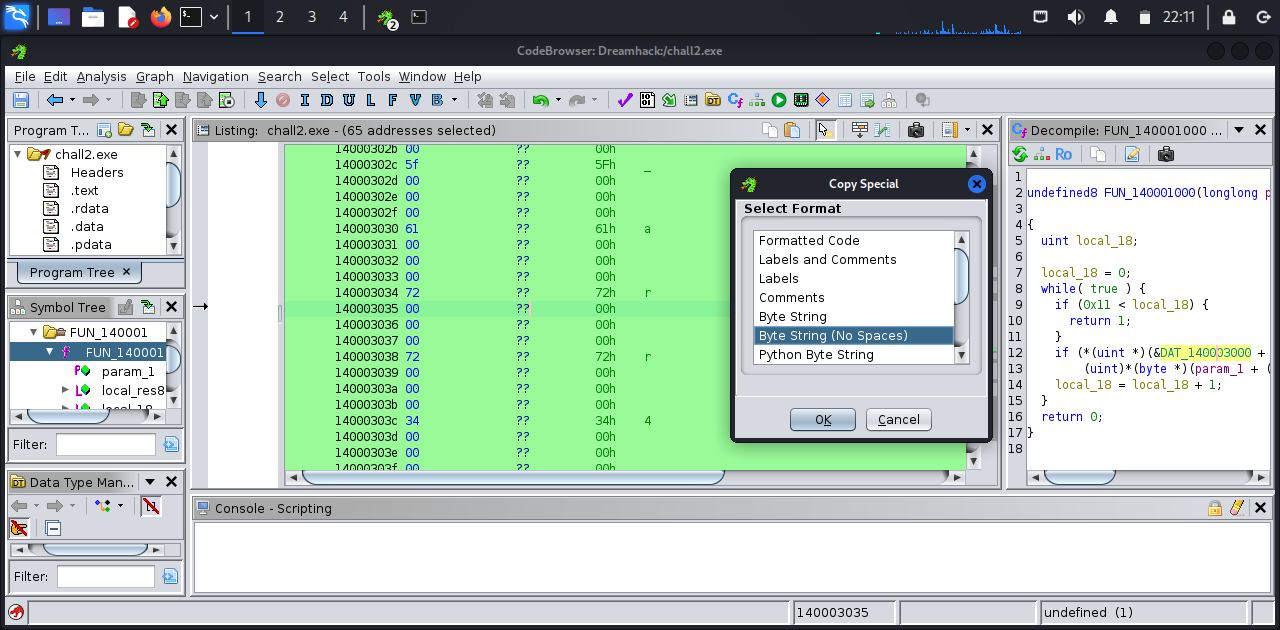 1 2 3 4 2 22:11
CodeBrowser: Dreamhack:/chall2.exe
File Edit Analysis Graph Navigation Search Select Tools Window Help
I D U L F V B
Program T...
chall2.exe
Headers
.text
.rdata
.data
.pdata
Program Tree ×
Symbol Tree
FUN_140001
f FUN_140001
param_1
local_res8
Filter:
Data Type Man...
Filter:
Listing: chall2.exe - (65 addresses selected)
14000302b 00 ?? 00h
14000302c 5f ?? 5Fh _
14000302d 00 ?? 00h
14000302e 00 ?? 00h
14000302f 00 ?? 00h
140003030 61 ?? 61h a
140003031 00 ?? 00h
140003032 00 ?? 00h
140003033 00 ?? 00h
140003034 72 ?? 72h r
140003035 00 ?? 00h
140003036 00 ?? 00h
140003037 00 ?? 00h
140003038 72 ?? 72h r
140003039 00 ?? 00h
14000303a 00 ?? 00h
14000303b 00 ?? 00h
14000303c 34 ?? 34h 4
14000303d 00 ?? 00h
14000303e 00 ?? 00h
14000303f 00 ?? 00h
Copy Special
Select Format
Formatted Code
Labels and Comments
Labels
Comments
Byte String
Byte String (No Spaces)
Python Byte String
OK Cancel
Decompile: FUN_140001000 ...
Ro
1
2 undefined8 FUN_140001000(longlong p
3
4 {
5 uint local_18;
6
7 local_18 = 0;
8 while( true ) {
9 if (0x11 < local_18) {
10 return 1;
11 }
12 if (*(uint *)(&DAT_140003000 +
13 (uint)*(byte *)(param_1 + (
14 local_18 = local_18 + 1;
15 }
16 return 0;
17 }
18
Console - Scripting
140003035 undefined (1)